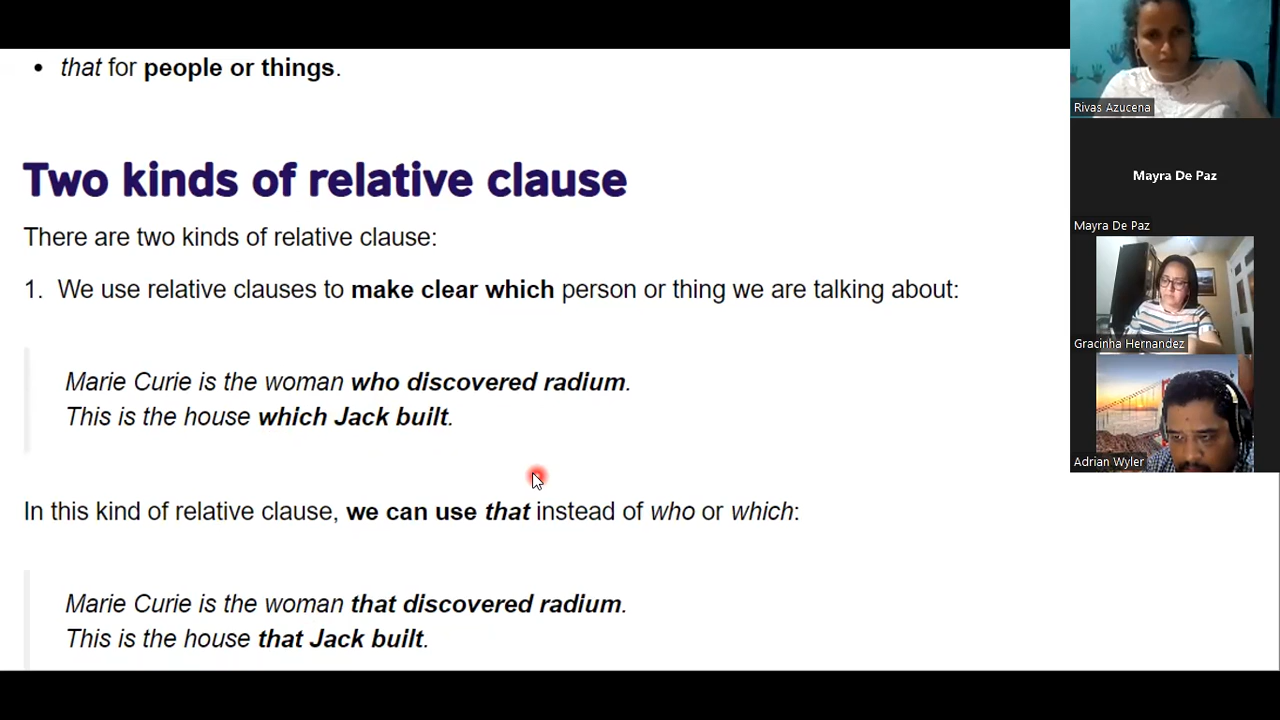 • that for people or things.
Two kinds of relative clause
There are two kinds of relative clause:
1. We use relative clauses to make clear which person or thing we are talking about:
Marie Curie is the woman who discovered radium.
This is the house which Jack built.
In this kind of relative clause, we can use that instead of who or which:
Marie Curie is the woman that discovered radium.
This is the house that Jack built.
Rivas Azucena
Mayra De Paz
Mayra De Paz
Gracinha Hernandez
Adrian Wyler